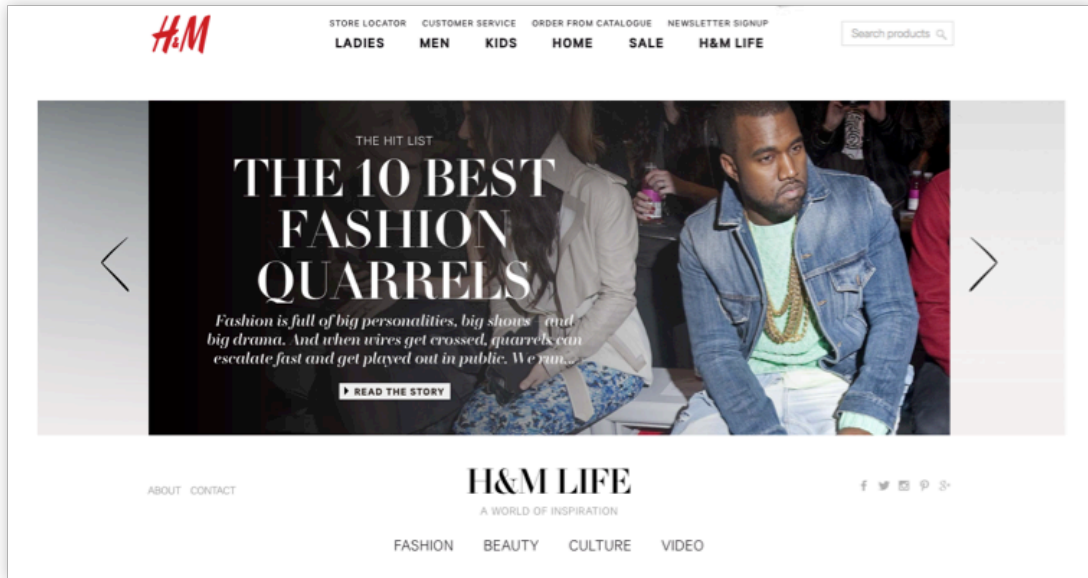 H&M
STORE LOCATOR CUSTOMER SERVICE ORDER FROM CATALOGUE NEWSLETTER SIGNUP
LADIES MEN KIDS HOME SALE H&M LIFE
Search products
THE HIT LIST
THE 10 BEST
FASHION
QUARRELS
Fashion is full of big personalities, big shows – and
big drama. And when wires get crossed, quarrels can
escalate fast and get played out in public. We run...
READ THE STORY
H&M LIFE
A WORLD OF INSPIRATION
ABOUT CONTACT
FASHION BEAUTY CULTURE VIDEO